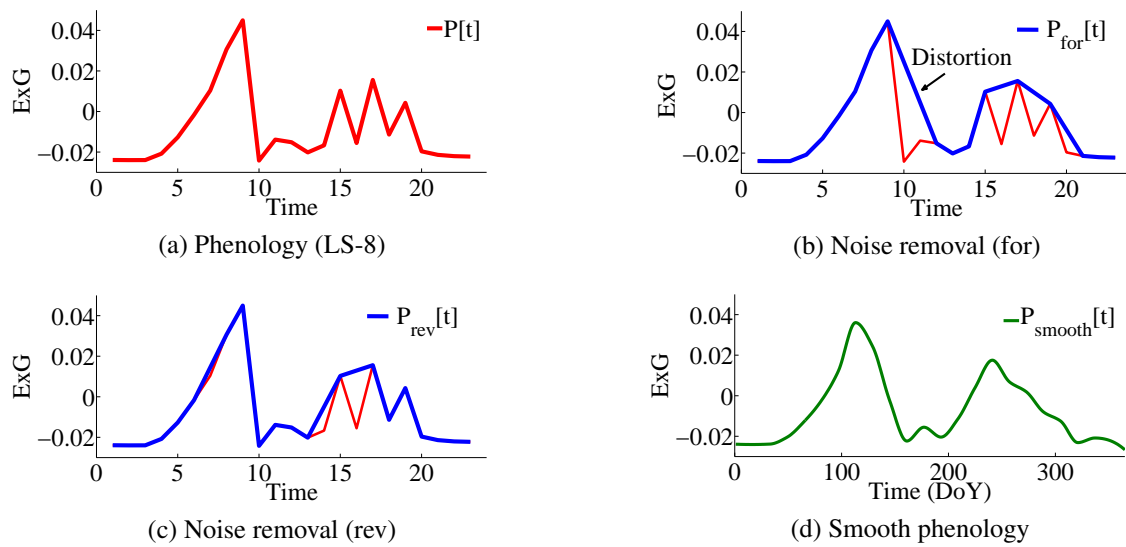 P[t]
ExG
0.04
0.02
0
−0.02
0
5
10
15
20
Time
(a) Phenology (LS-8)
P_for[t]
Distortion
ExG
0.04
0.02
0
−0.02
0
5
10
15
20
Time
(b) Noise removal (for)
P_rev[t]
ExG
0.04
0.02
0
−0.02
0
5
10
15
20
Time
(c) Noise removal (rev)
P_smooth[t]
ExG
0.04
0.02
0
−0.02
0
100
200
300
Time (DoY)
(d) Smooth phenology